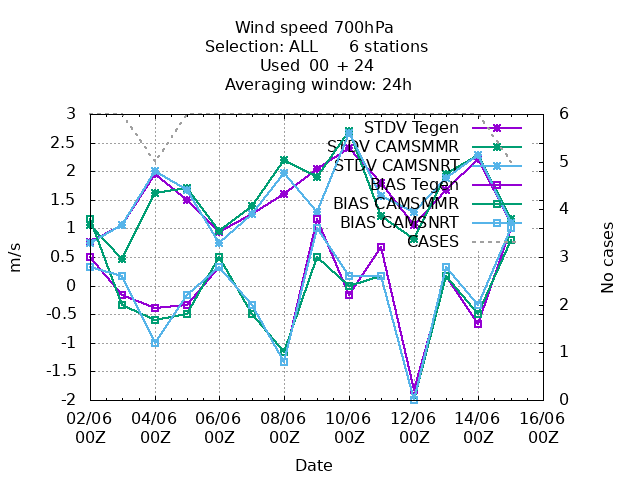 Wind speed 700hPa
Selection: ALL 6 stations
Used 00 + 24
Averaging window: 24h
3
2.5
2
1.5
1
0.5
0
-0.5
-1
-1.5
-2
m/s
6
5
4
3
2
1
0
No cases
STDV Tegen
STDV CAMSMMR
STDV CAMSNRT
BIAS Tegen
BIAS CAMSMMR
BIAS CAMSNRT
CASES
02/06 04/06 06/06 08/06 10/06 12/06 14/06 16/06
00Z 00Z 00Z 00Z 00Z 00Z 00Z 00Z
Date